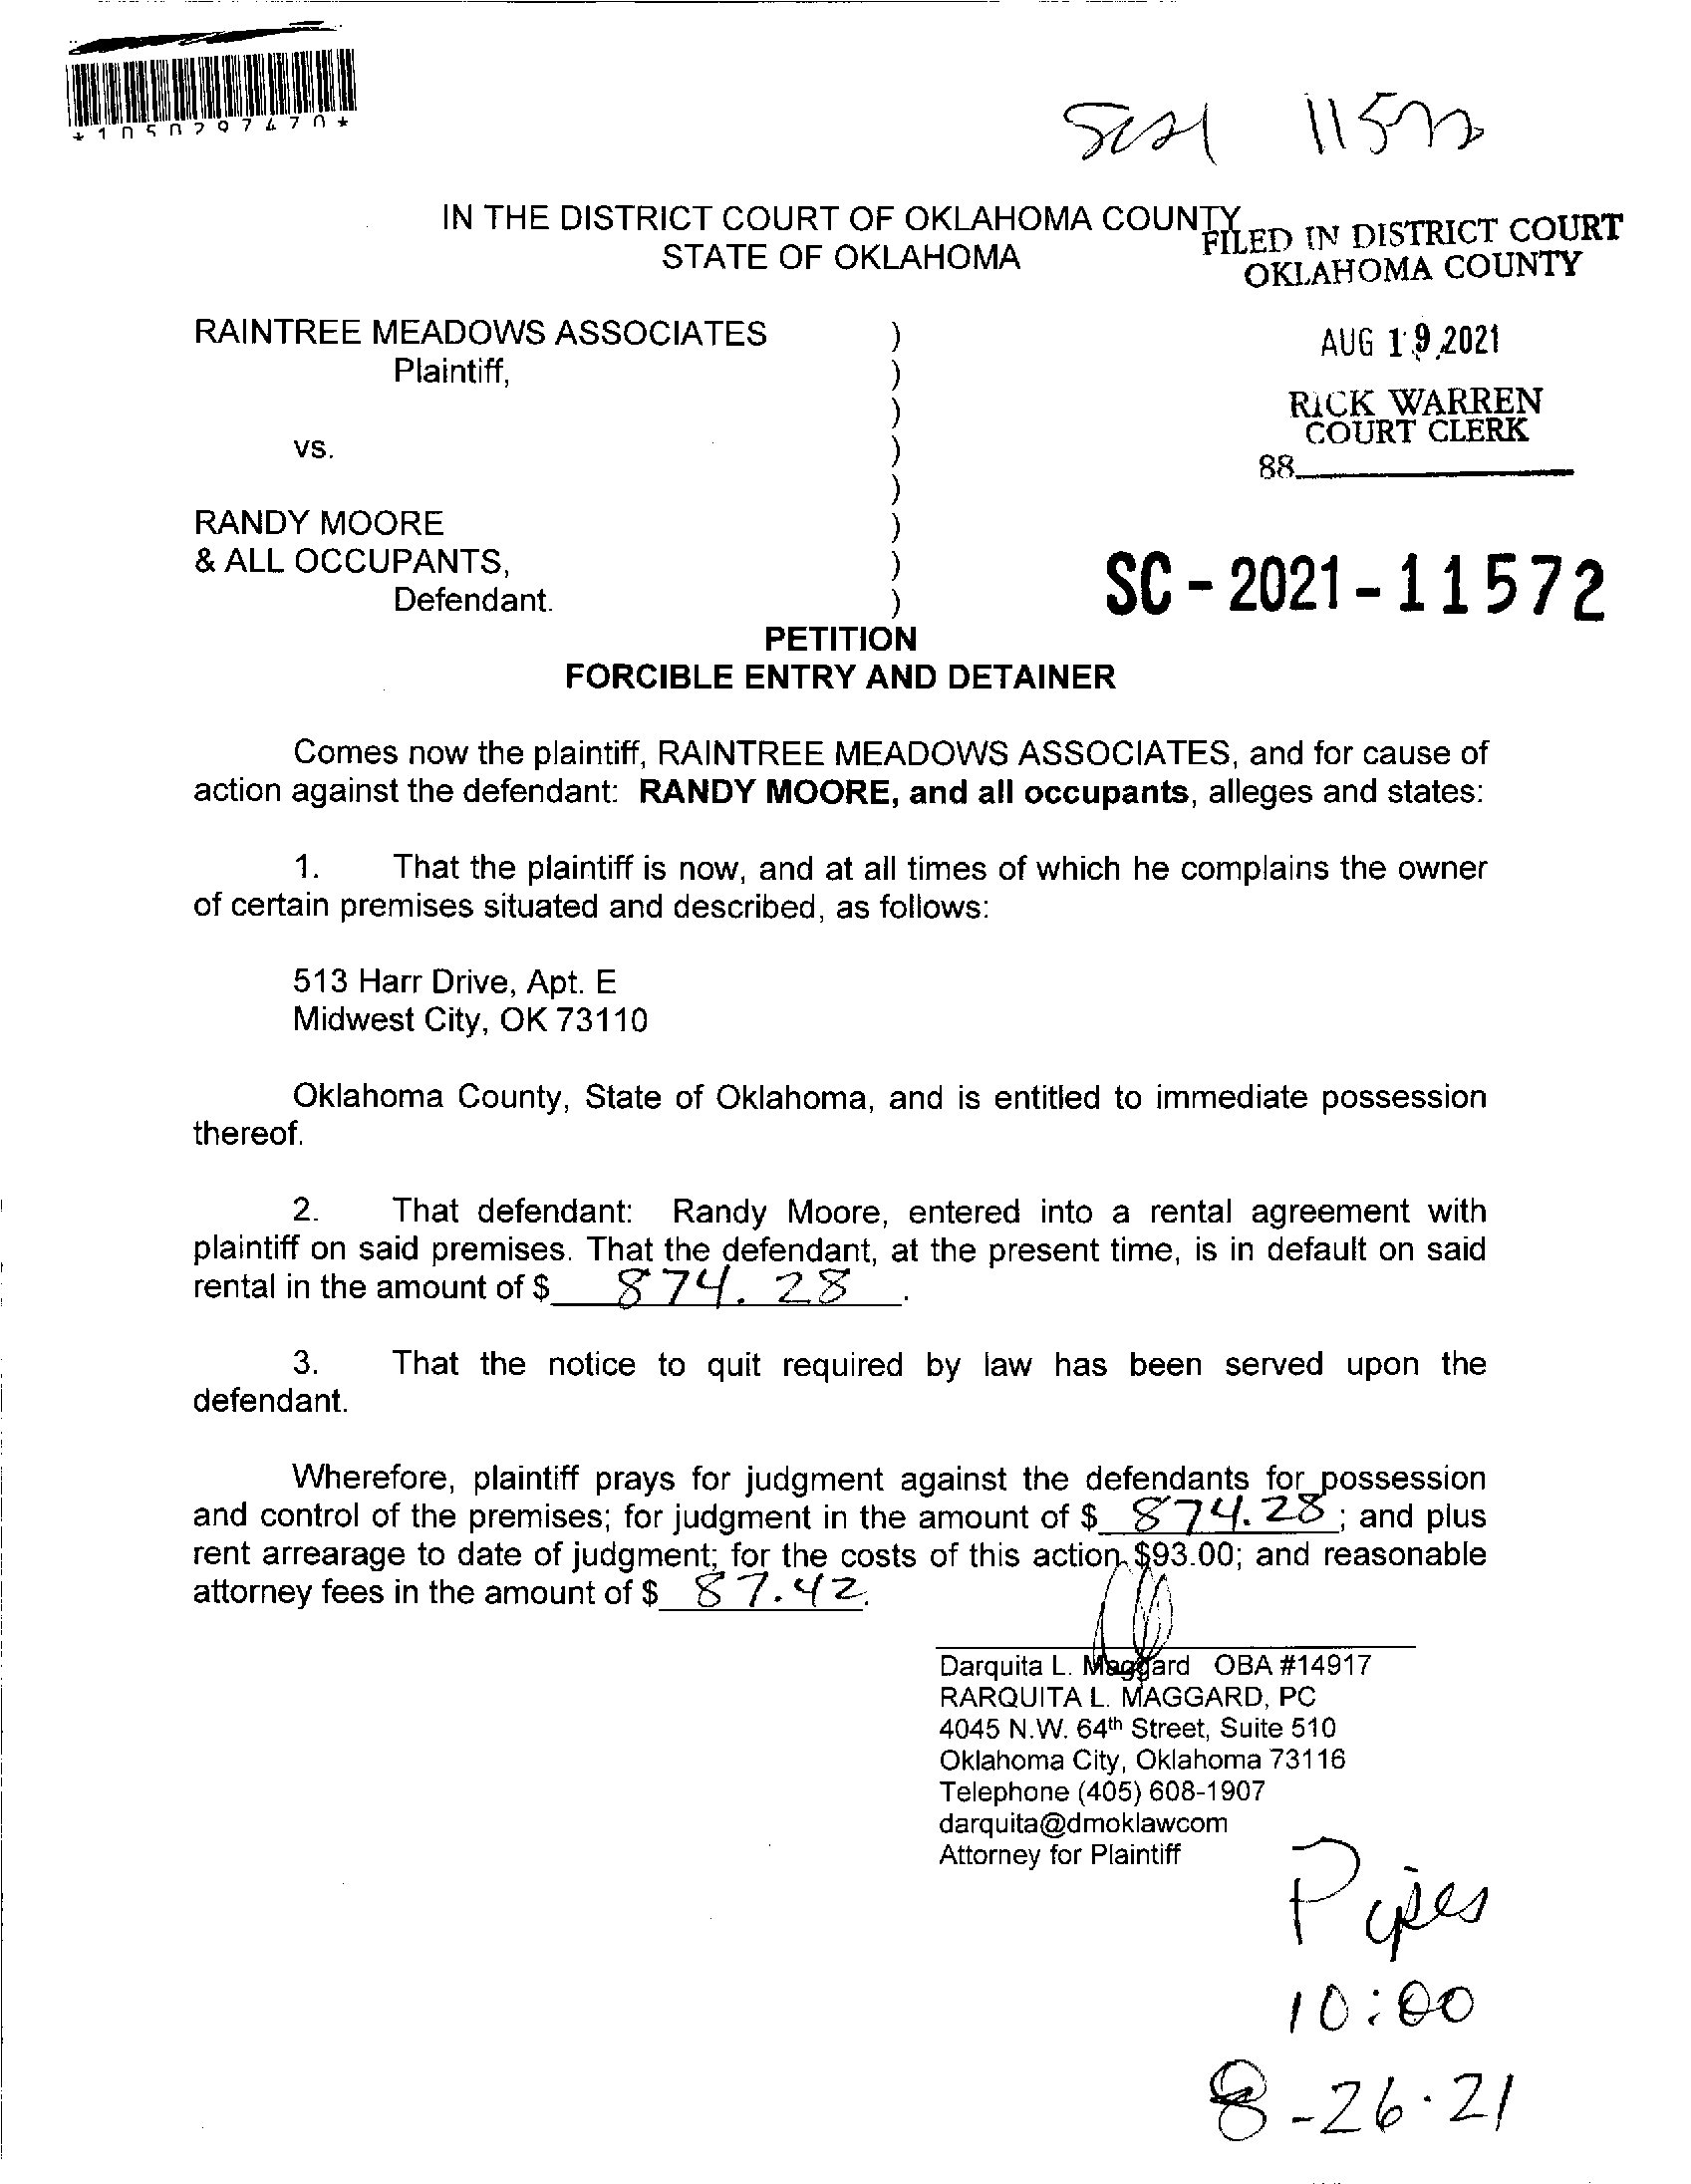 *1050297470*
SC21 11572
IN THE DISTRICT COURT OF OKLAHOMA COUNTY
STATE OF OKLAHOMA
FILED IN DISTRICT COURT
OKLAHOMA COUNTY
AUG 19 2021
RICK WARREN
COURT CLERK
88
RAINTREE MEADOWS ASSOCIATES )
Plaintiff, )
)
vs. )
)
RANDY MOORE )
& ALL OCCUPANTS, )
Defendant. )
SC - 2021 - 11572
PETITION
FORCIBLE ENTRY AND DETAINER
Comes now the plaintiff, RAINTREE MEADOWS ASSOCIATES, and for cause of
action against the defendant: RANDY MOORE, and all occupants, alleges and states:
1. That the plaintiff is now, and at all times of which he complains the owner
of certain premises situated and described, as follows:
513 Harr Drive, Apt. E
Midwest City, OK 73110
Oklahoma County, State of Oklahoma, and is entitled to immediate possession
thereof.
2. That defendant: Randy Moore, entered into a rental agreement with
plaintiff on said premises. That the defendant, at the present time, is in default on said
rental in the amount of $ 874.28.
3. That the notice to quit required by law has been served upon the
defendant.
Wherefore, plaintiff prays for judgment against the defendants for possession
and control of the premises; for judgment in the amount of $ 874.28; and plus
rent arrearage to date of judgment; for the costs of this action, $93.00; and reasonable
attorney fees in the amount of $ 87.42.
Darquita L. Maggard OBA #14917
RARQUITA L. MAGGARD, PC
4045 N.W. 64th Street, Suite 510
Oklahoma City, Oklahoma 73116
Telephone (405) 608-1907
darquita@dmoklawcom
Attorney for Plaintiff
Pipes
10:00
8-26-21